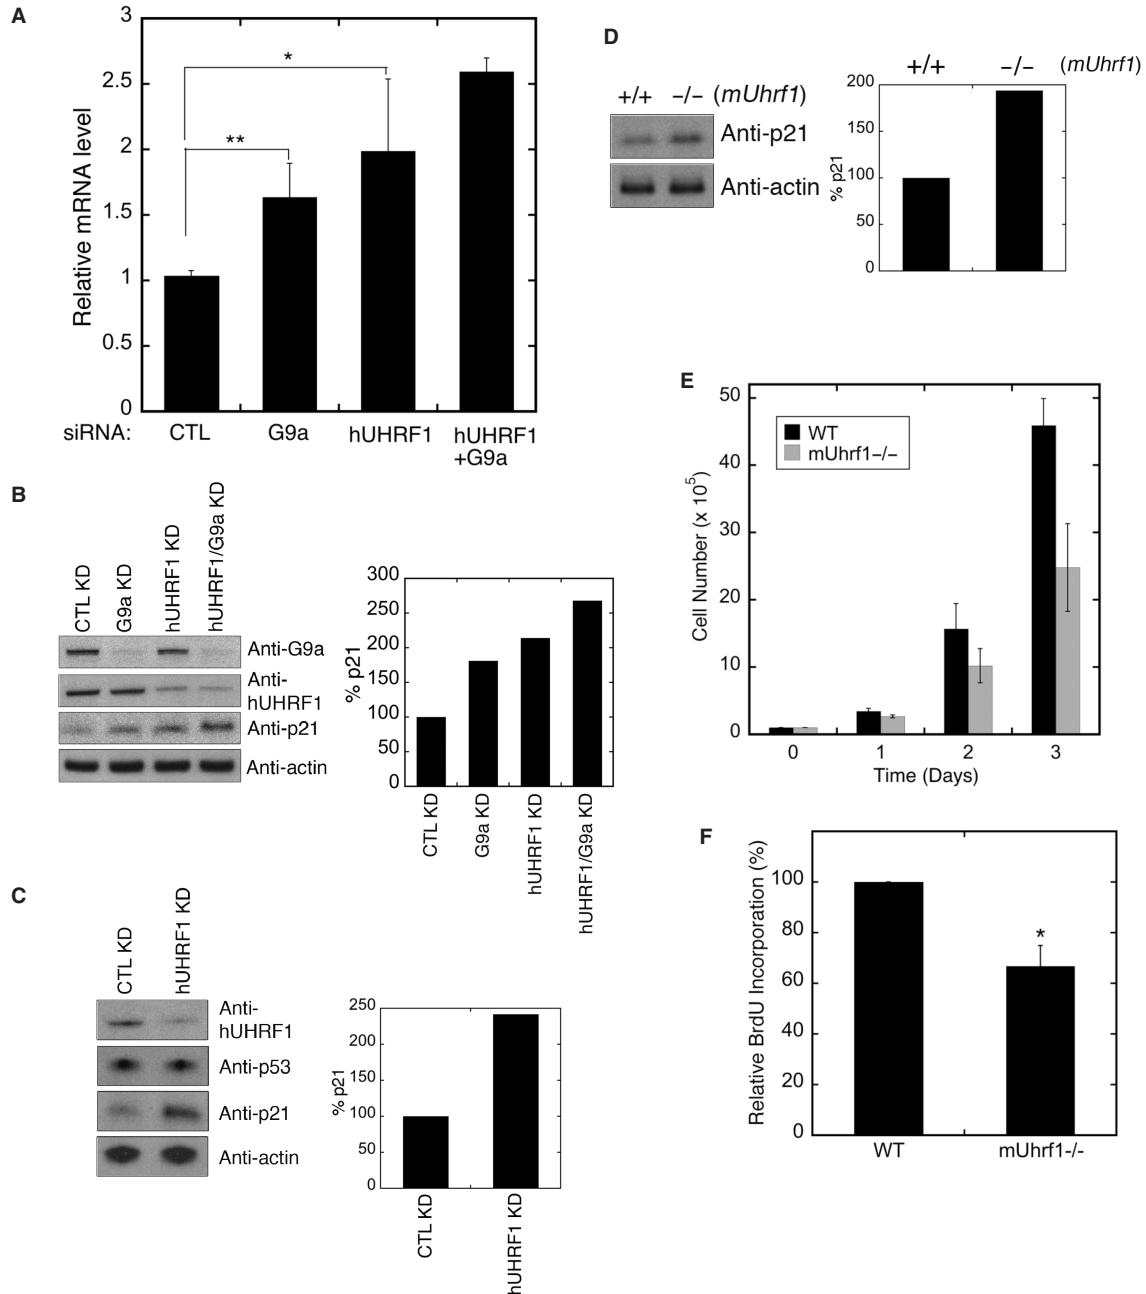 A
3
2.5
2
1.5
1
0.5
0
Relative mRNA level
*
**
siRNA:
CTL
G9a
hUHRF1
hUHRF1
+G9a
B
CTL KD
G9a KD
hUHRF1 KD
hUHRF1/G9a KD
Anti-G9a
Anti-
hUHRF1
Anti-p21
Anti-actin
300
250
200
150
100
50
0
% p21
CTL KD
G9a KD
hUHRF1 KD
hUHRF1/G9a KD
C
CTL KD
hUHRF1 KD
Anti-
hUHRF1
Anti-p53
Anti-p21
Anti-actin
250
200
150
100
50
0
% p21
CTL KD
hUHRF1 KD
D
+/+ −/− (mUhrf1)
Anti-p21
Anti-actin
+/+ −/− (mUhrf1)
200
150
100
50
0
% p21
E
50
40
30
20
10
0
Cell Number (x 10⁵)
WT
mUhrf1−/−
0 1 2 3
Time (Days)
F
100
80
60
40
20
0
Relative BrdU Incorporation (%)
*
WT
mUhrf1-/-